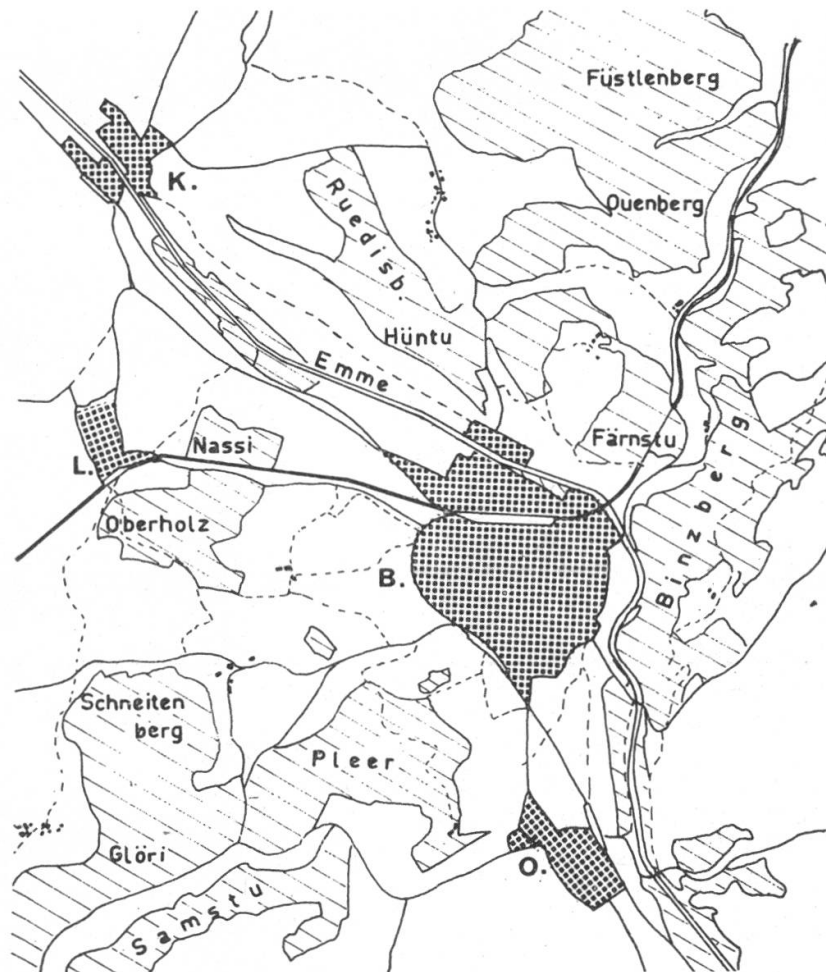 Füstlenberg
K.
Ruedisb.
Ouenberg
Hüntu
Emme
Nassi
Färnstu
L.
Oberholz
Binzberg
B.
Schneiten
berg
Pleer
Glöri
O.
Samstu